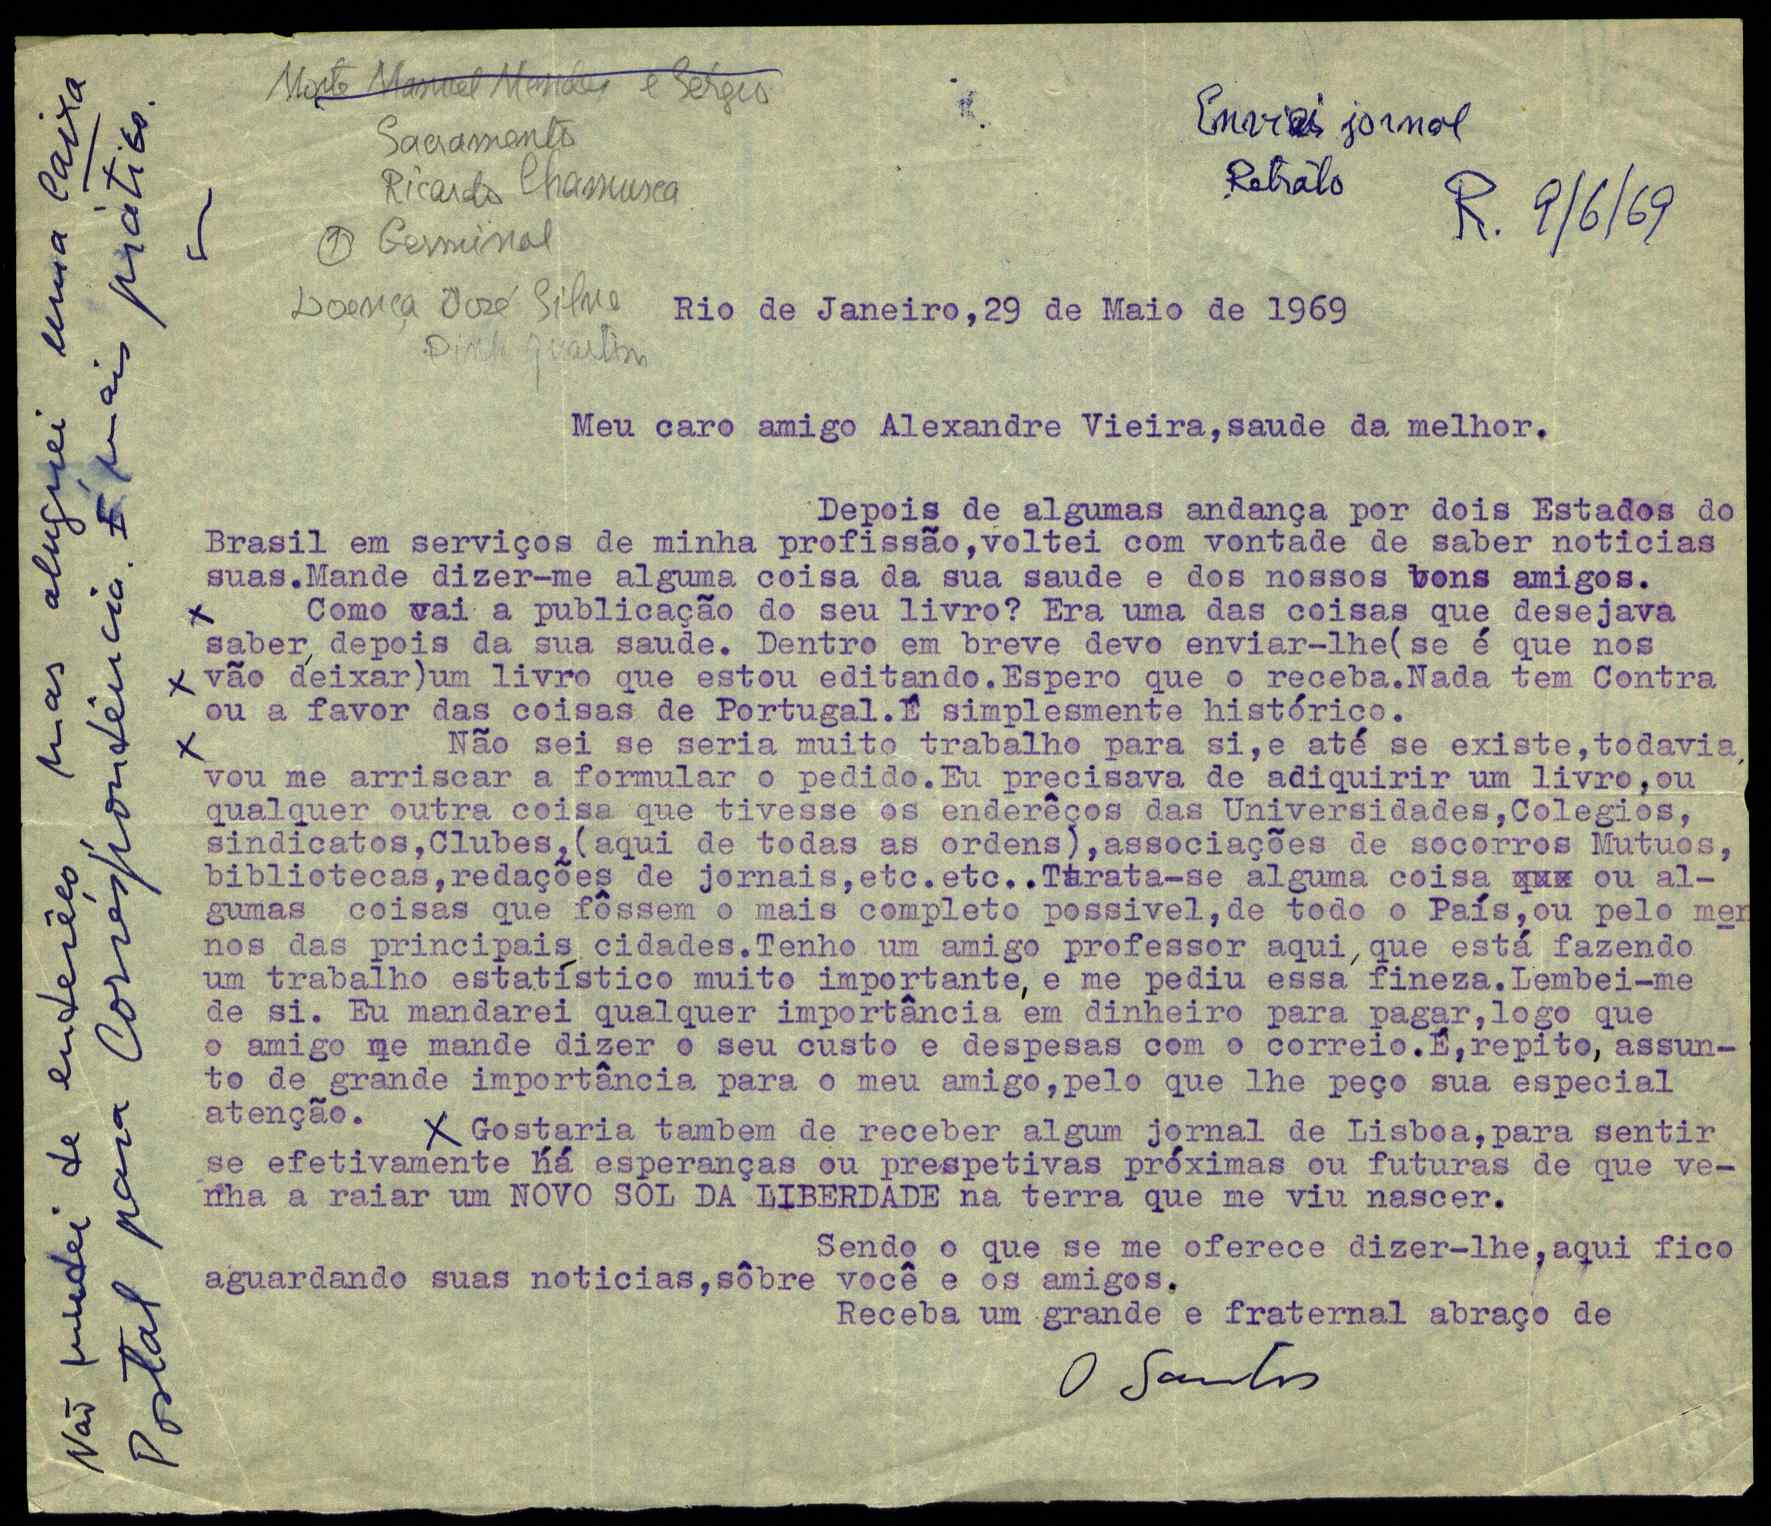 Morte Manuel Mendes e Sérgio
Sacramento
Ricardo Chamusca
① Germinal
Doença José Silva
Enviei jornal
Retrato
R. 9/6/69
Rio de Janeiro,29 de Maio de 1969
Meu caro amigo Alexandre Vieira,saude da melhor.
Depois de algumas andança por dois Estados do
Brasil em serviços de minha profissão,voltei com vontade de saber noticias
suas.Mande dizer-me alguma coisa da sua saude e dos nossos bons amigos.
x Como vai a publicação do seu livro? Era uma das coisas que desejava
saber, depois da sua saude. Dentro em breve devo enviar-lhe(se é que nos
x vão deixar)um livro que estou editando.Espero que o receba.Nada tem Contra
ou a favor das coisas de Portugal.É simplesmente histórico.
x Não sei se seria muito trabalho para si,e até se existe,todavia,
vou me arriscar a formular o pedido.Eu precisava de adiquirir um livro,ou
qualquer outra coisa que tivesse os enderêços das Universidades,Colegios,
sindicatos,Clubes,(aqui de todas as ordens),associações de socorros Mutuos,
bibliotecas,redações de jornais,etc.etc..Ttrata-se alguma coisa qux ou al-
gumas coisas que fôssem o mais completo possivel,de todo o País,ou pelo men
nos das principais cidades.Tenho um amigo professor aqui, que está fazendo
um trabalho estatístico muito importante, e me pediu essa fineza.Lembei-me
de si. Eu mandarei qualquer importância em dinheiro para pagar,logo que
o amigo me mande dizer o seu custo e despesas com o correio.É,repito, assun-
to de grande importância para o meu amigo,pelo que lhe peço sua especial
atenção.
x Gostaria tambem de receber algum jornal de Lisboa,para sentir
se efetivamente há esperanças ou prespetivas próximas ou futuras de que ve-
nha a raiar um NOVO SOL DA LIBERDADE na terra que me viu nascer.
Sendo o que se me oferece dizer-lhe,aqui fico
aguardando suas noticias,sôbre você e os amigos.
Receba um grande e fraternal abraço de
O Santos
Não mudei de enderêço, mas aluguei uma Caixa
Postal para Correspondência. É mais prático.